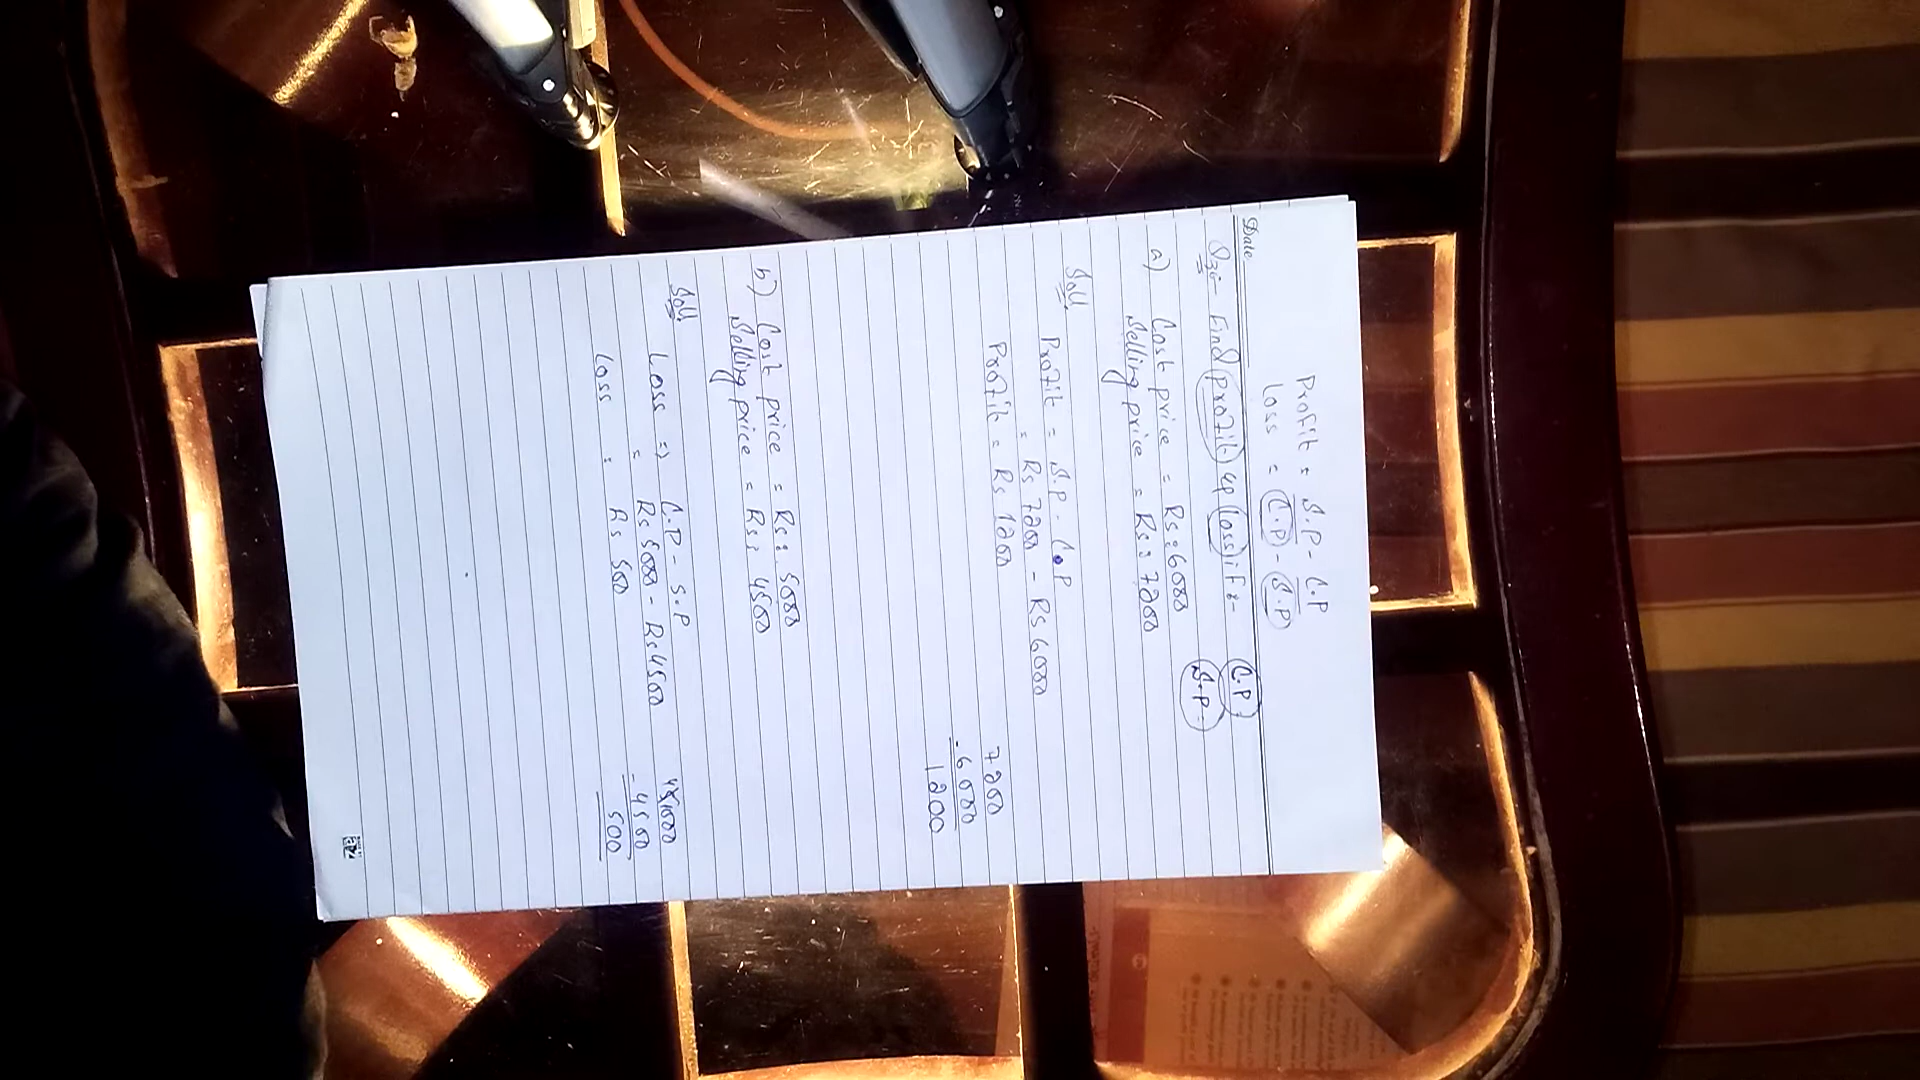 Profit = S.P - C.P
Loss = C.P - S.P
Date
Q3:- Find profit or loss if:-
C.P
S.P =
a) Cost price = Rs: 6000
Selling price = Rs: 7200
Soln
Profit = S.P - C.P
= Rs 7200 - Rs 6000
Profit = Rs 1200
7200
- 6000
1200
b) Cost price = Rs: 5000
Selling price = Rs: 4500
Soln
Loss => C.P - S.P
= Rs 5000 - Rs 4500
Loss = Rs 500
5000
- 4500
500